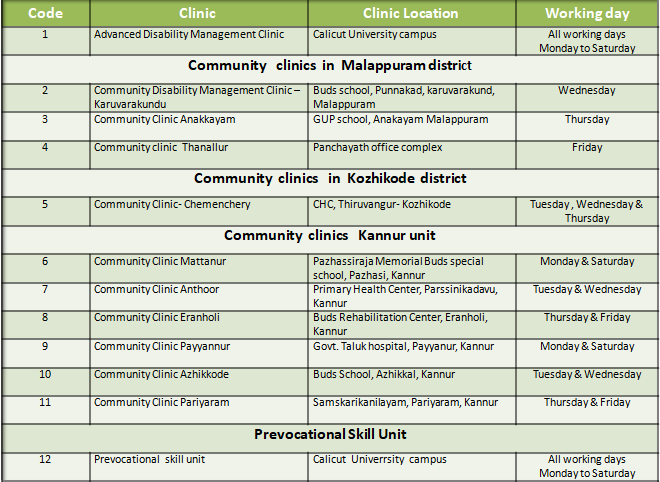 Code Clinic Clinic Location Working day
1 Advanced Disability Management Clinic Calicut University campus All working days
Monday to Saturday
Community clinics in Malappuram district
2 Community Disability Management Clinic – Buds school, Punnakad, karuvarakund, Wednesday
Karuvarakundu Malappuram
3 Community Clinic Anakkayam GUP school, Anakayam Malappuram Thursday
4 Community clinic Thanallur Panchayath office complex Friday
Community clinics in Kozhikode district
5 Community Clinic- Chemenchery CHC, Thiruvangur- Kozhikode Tuesday , Wednesday &
Thursday
Community clinics Kannur unit
6 Community Clinic Mattanur Pazhassiraja Memorial Buds special Monday & Saturday
school, Pazhasi, Kannur
7 Community Clinic Anthoor Primary Health Center, Parssinikadavu, Tuesday & Wednesday
Kannur
8 Community Clinic Eranholi Buds Rehabilitation Center, Eranholi, Thursday & Friday
Kannur
9 Community Clinic Payyannur Govt. Taluk hospital, Payyanur, Kannur Monday & Saturday
10 Community Clinic Azhikkode Buds School, Azhikkal, Kannur Tuesday & Wednesday
11 Community Clinic Pariyaram Samskarikanilayam, Pariyaram, Kannur Thursday & Friday
Prevocational Skill Unit
12 Prevocational skill unit Calicut Univerrsity campus All working days
Monday to Saturday